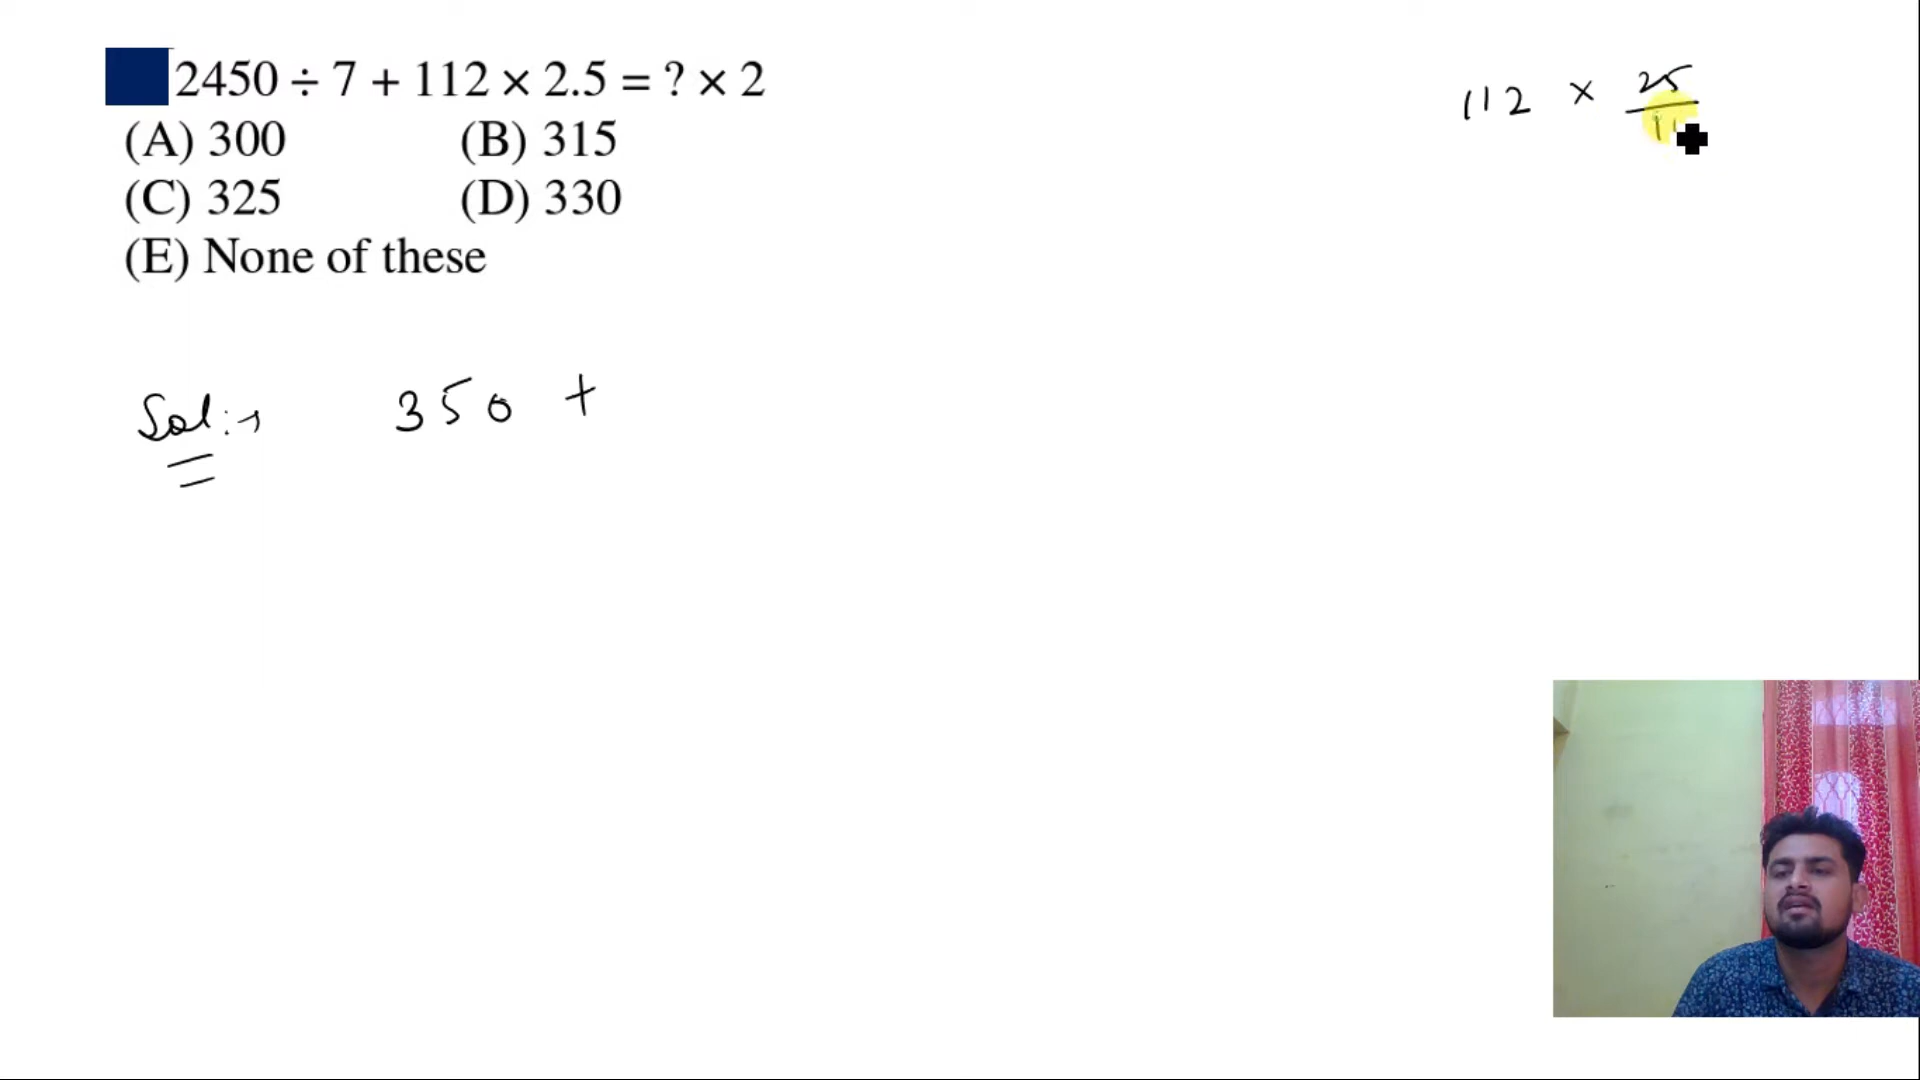 2450 ÷ 7 + 112 × 2.5 = ? × 2
(A) 300 (B) 315
(C) 325 (D) 330
(E) None of these
112 × 25
Sol:→ 350 +